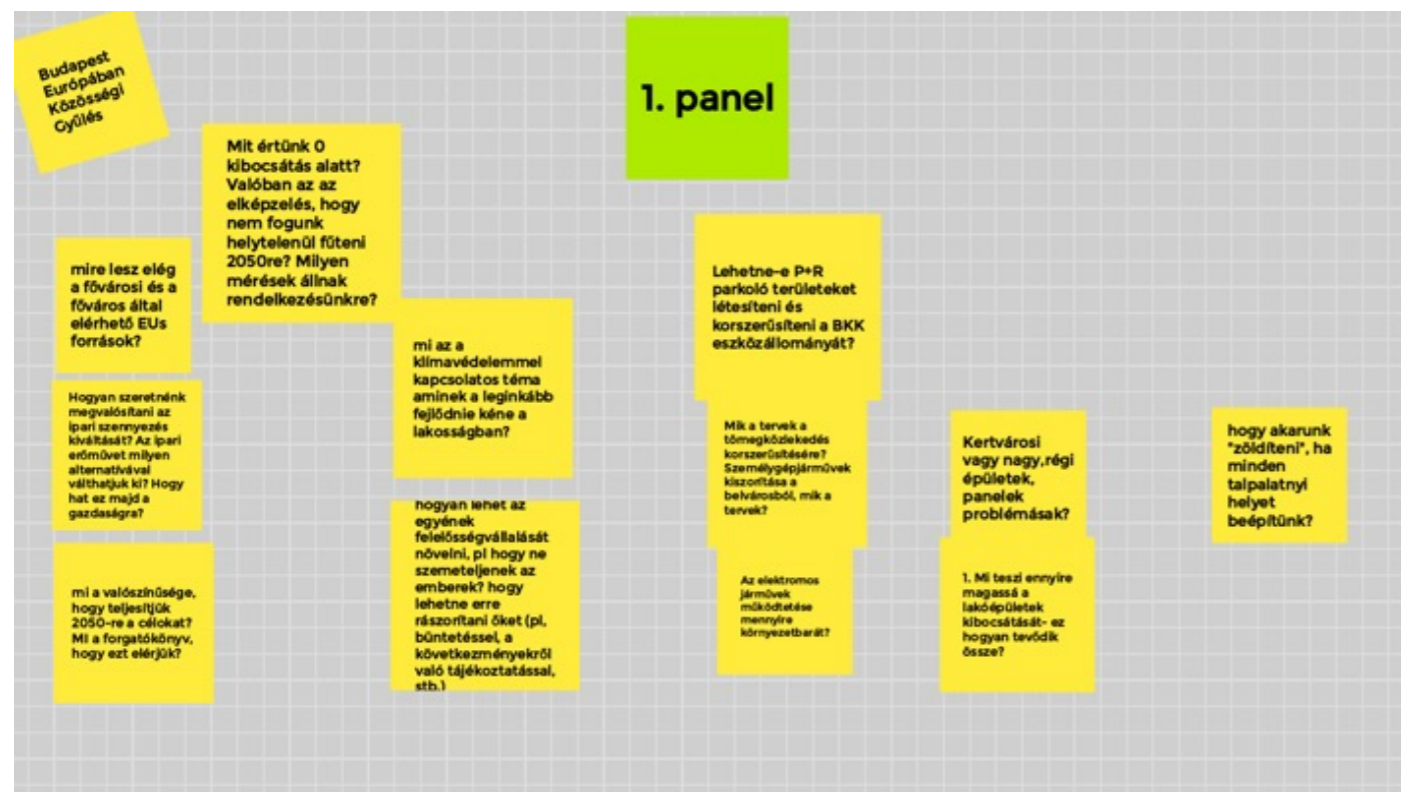 Budapest
Európában
Közösségi
Gyűlés
1. panel
Mit értünk 0
kibocsátás alatt?
Valóban az az
elképzelés, hogy
nem fogunk
helytelenül fűteni
2050re? Milyen
mérések állnak
rendelkezésünkre?
mire lesz elég
a fővárosi és a
főváros által
elérhető EUs
források?
Hogyan szeretnénk
megvalósítani az
ipari szennyezés
kiváltását? Az ipari
erőművet milyen
alternatívával
válthatjuk ki? Hogy
hat ez majd a
gazdaságra?
mi a valószínűsége,
hogy teljesítjük
2050-re a célokat?
MI a forgatókönyv,
hogy ezt elérjük?
mi az a
klímavédelemmel
kapcsolatos téma
aminek a leginkább
fejlődnie kéne a
lakosságban?
hogyan lehet az
egyének
felelősségvállalását
növelni, pl hogy ne
szemeteljenek az
emberek? hogy
lehetne erre
rászorítani őket (pl,
büntetéssel, a
következményekről
való tájékoztatással,
stb.)
Lehetne-e P+R
parkoló területeket
létesíteni és
korszerűsíteni a BKK
eszközállományát?
Mik a tervek a
tömegközlekedés
korszerűsítésére?
Személygépjárművek
kiszorítása a
belvárosból, mik a
tervek?
Az elektromos
járművek
működtetése
mennyire
környezetbarát?
Kertvárosi
vagy nagy,régi
épületek,
panelek
problémásak?
1. Mi teszi ennyire
magassá a
lakóépületek
kibocsátását- ez
hogyan tevődik
össze?
hogy akarunk
"zöldíteni", ha
minden
talpalatnyi
helyet
beépítünk?